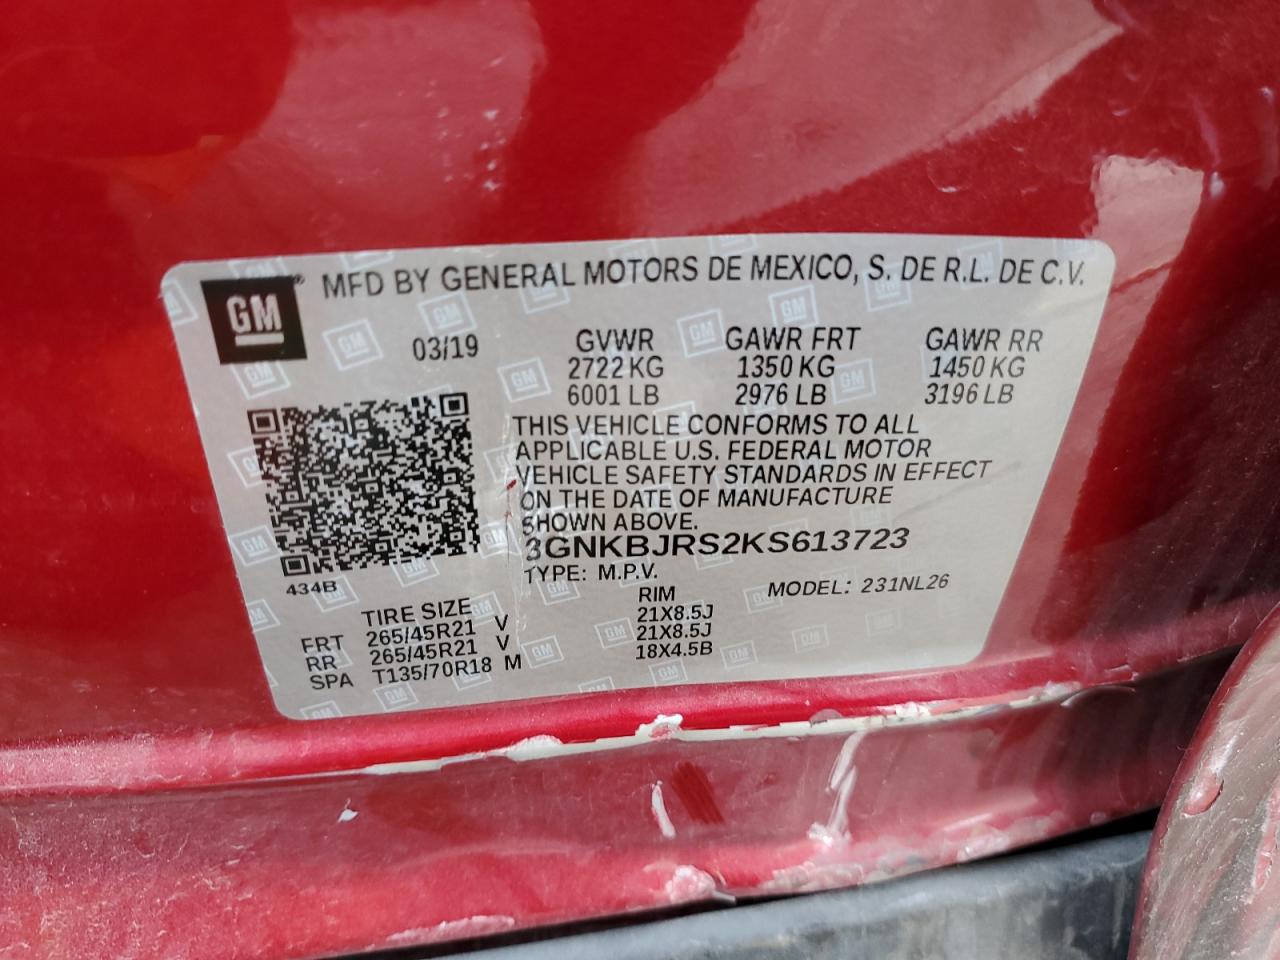 GM
MFD BY GENERAL MOTORS DE MEXICO, S. DE R.L. DE C.V.
03/19
GVWR GAWR FRT GAWR RR
2722 KG 1350 KG 1450 KG
6001 LB 2976 LB 3196 LB
THIS VEHICLE CONFORMS TO ALL
APPLICABLE U.S. FEDERAL MOTOR
VEHICLE SAFETY STANDARDS IN EFFECT
ON THE DATE OF MANUFACTURE
SHOWN ABOVE.
3GNKBJRS2KS613723
TYPE: M.P.V. MODEL: 231NL26
434B
TIRE SIZE RIM
FRT 265/45R21 V 21X8.5J
RR 265/45R21 V 21X8.5J
SPA T135/70R18 M 18X4.5B